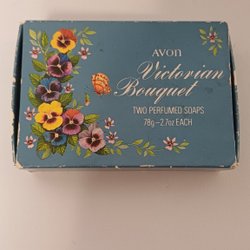 AVON
Victorian
Bouquet
TWO PERFUMED SOAPS
78g–2.7oz EACH